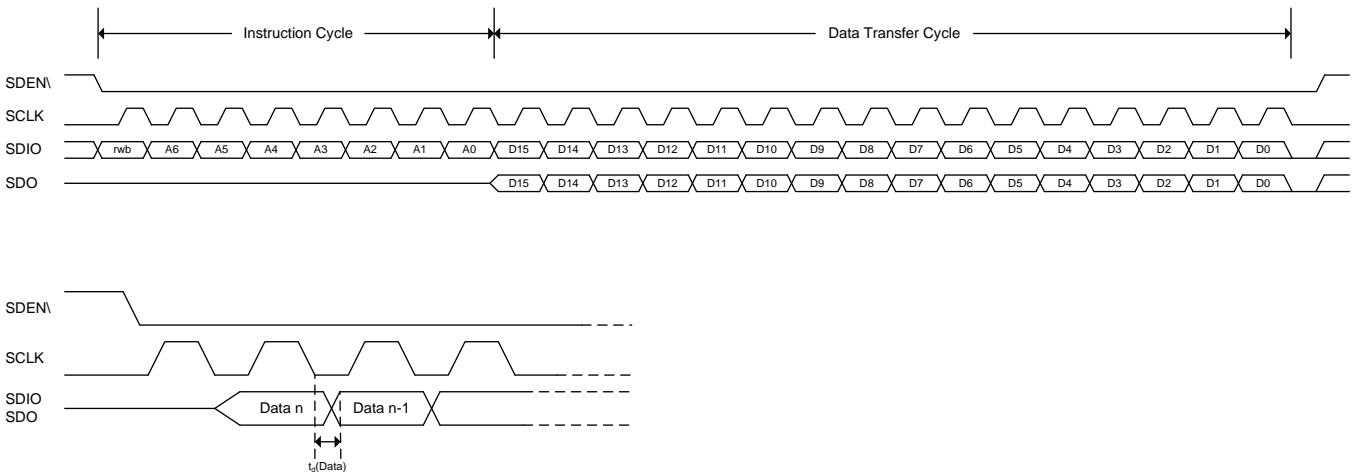 Instruction Cycle Data Transfer Cycle
SDEN\
SCLK
SDIO rwb A6 A5 A4 A3 A2 A1 A0 D15 D14 D13 D12 D11 D10 D9 D8 D7 D6 D5 D4 D3 D2 D1 D0
SDO D15 D14 D13 D12 D11 D10 D9 D8 D7 D6 D5 D4 D3 D2 D1 D0
SDEN\
SCLK
SDIO
SDO
Data n Data n-1
td(Data)